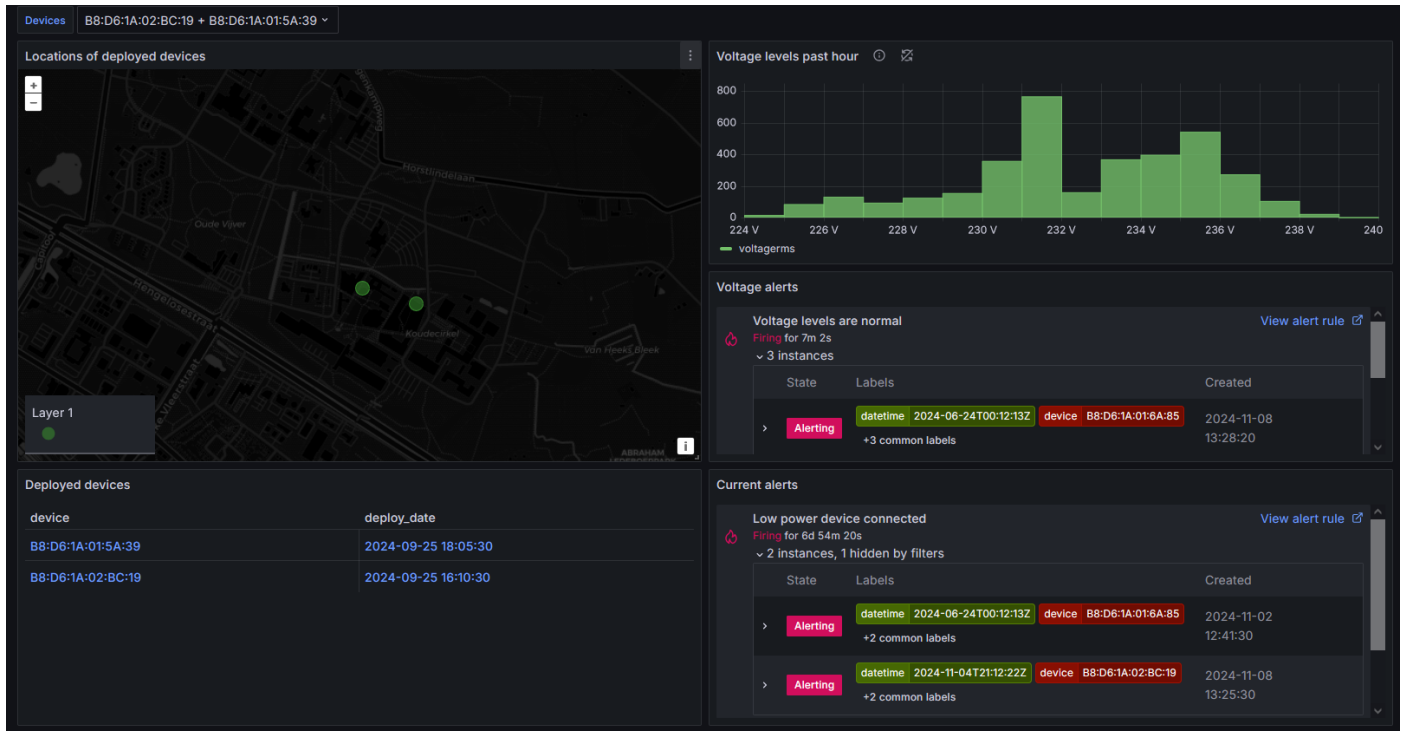 Devices B8:D6:1A:02:BC:19 + B8:D6:1A:01:5A:39
Locations of deployed devices
+
−
Horstlindelaan
Oude Vijver
Hengelosestraat
Koudecirkel
Van Heeks Bleek
Layer 1
ABRAHAM
i
Deployed devices
device deploy_date
B8:D6:1A:01:5A:39 2024-09-25 18:05:30
B8:D6:1A:02:BC:19 2024-09-25 16:10:30
Voltage levels past hour
800
600
400
200
0
224 V 226 V 228 V 230 V 232 V 234 V 236 V 238 V 240
voltagerms
Voltage alerts
Voltage levels are normal View alert rule
Firing for 7m 2s
3 instances
State Labels Created
Alerting datetime 2024-06-24T00:12:13Z device B8:D6:1A:01:6A:85 2024-11-08
+3 common labels 13:28:20
Current alerts
Low power device connected View alert rule
Firing for 6d 54m 20s
2 instances, 1 hidden by filters
State Labels Created
Alerting datetime 2024-06-24T00:12:13Z device B8:D6:1A:01:6A:85 2024-11-02
+2 common labels 12:41:30
Alerting datetime 2024-11-04T21:12:22Z device B8:D6:1A:02:BC:19 2024-11-08
+2 common labels 13:25:30